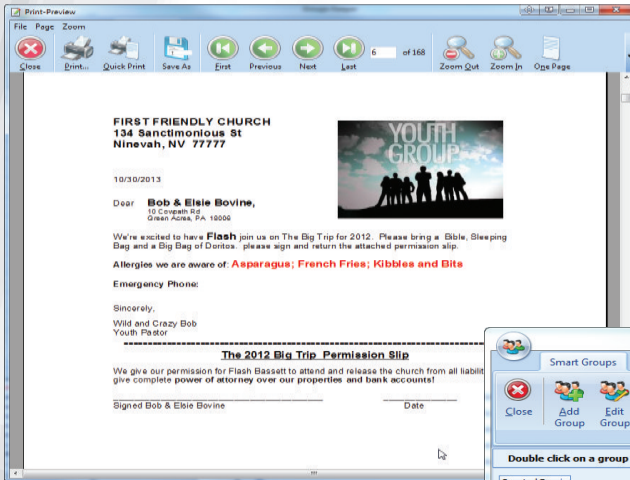 Print-Preview
File Page Zoom
Close Print... Quick Print Save As First Previous Next Last 6 of 168 Zoom Out Zoom In One Page
FIRST FRIENDLY CHURCH
134 Sanctimonious St
Ninevah, NV 77777
YOUTH
GROUP
10/30/2013
Dear Bob & Elsie Bovine,
10 Cowpath Rd
Green Acres, PA 10006
We're excited to have Flash join us on The Big Trip for 2012. Please bring a Bible, Sleeping
Bag and a Big Bag of Doritos. please sign and return the attached permission slip.
Allergies we are aware of: Asparagus; French Fries; Kibbles and Bits
Emergency Phone:
Sincerely,
Wild and Crazy Bob
Youth Pastor
The 2012 Big Trip Permission Slip
We give our permission for Flash Bassett to attend and release the church from all liabilit
give complete power of attorney over our properties and bank accounts!
Signed Bob & Elsie Bovine Date
Smart Groups
Close Add Group Edit Group
Double click on a group